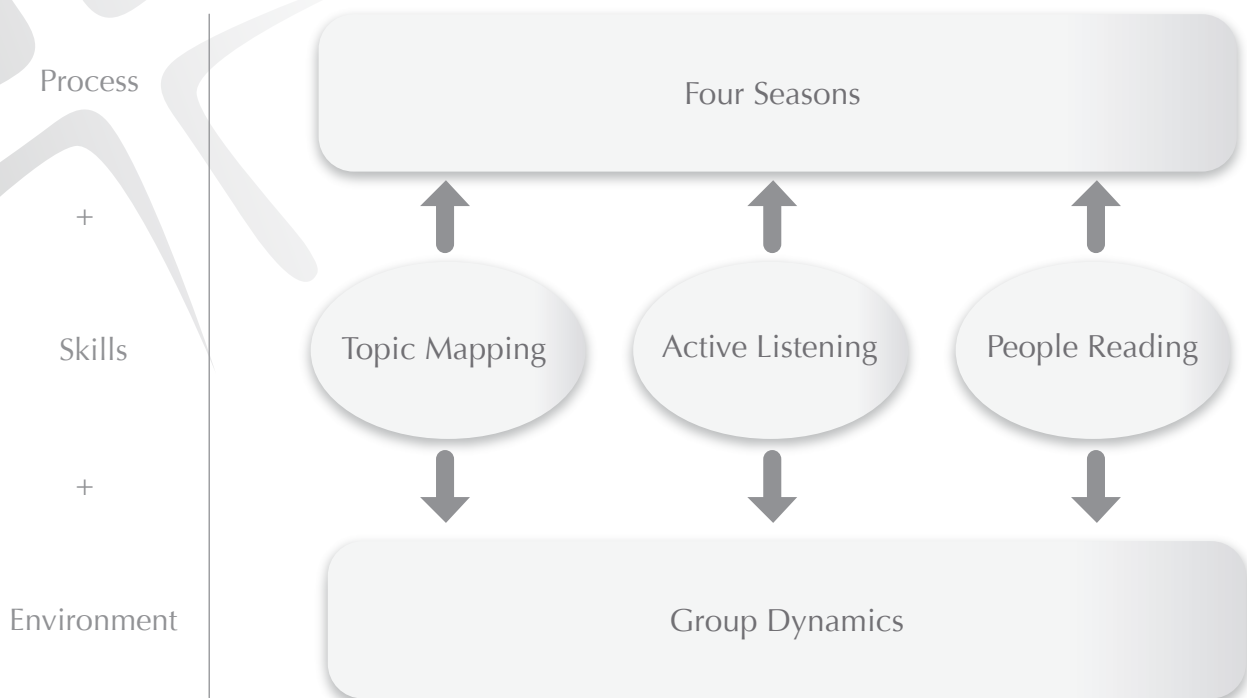 Process
Four Seasons
+
Skills
Topic Mapping
Active Listening
People Reading
+
Environment
Group Dynamics